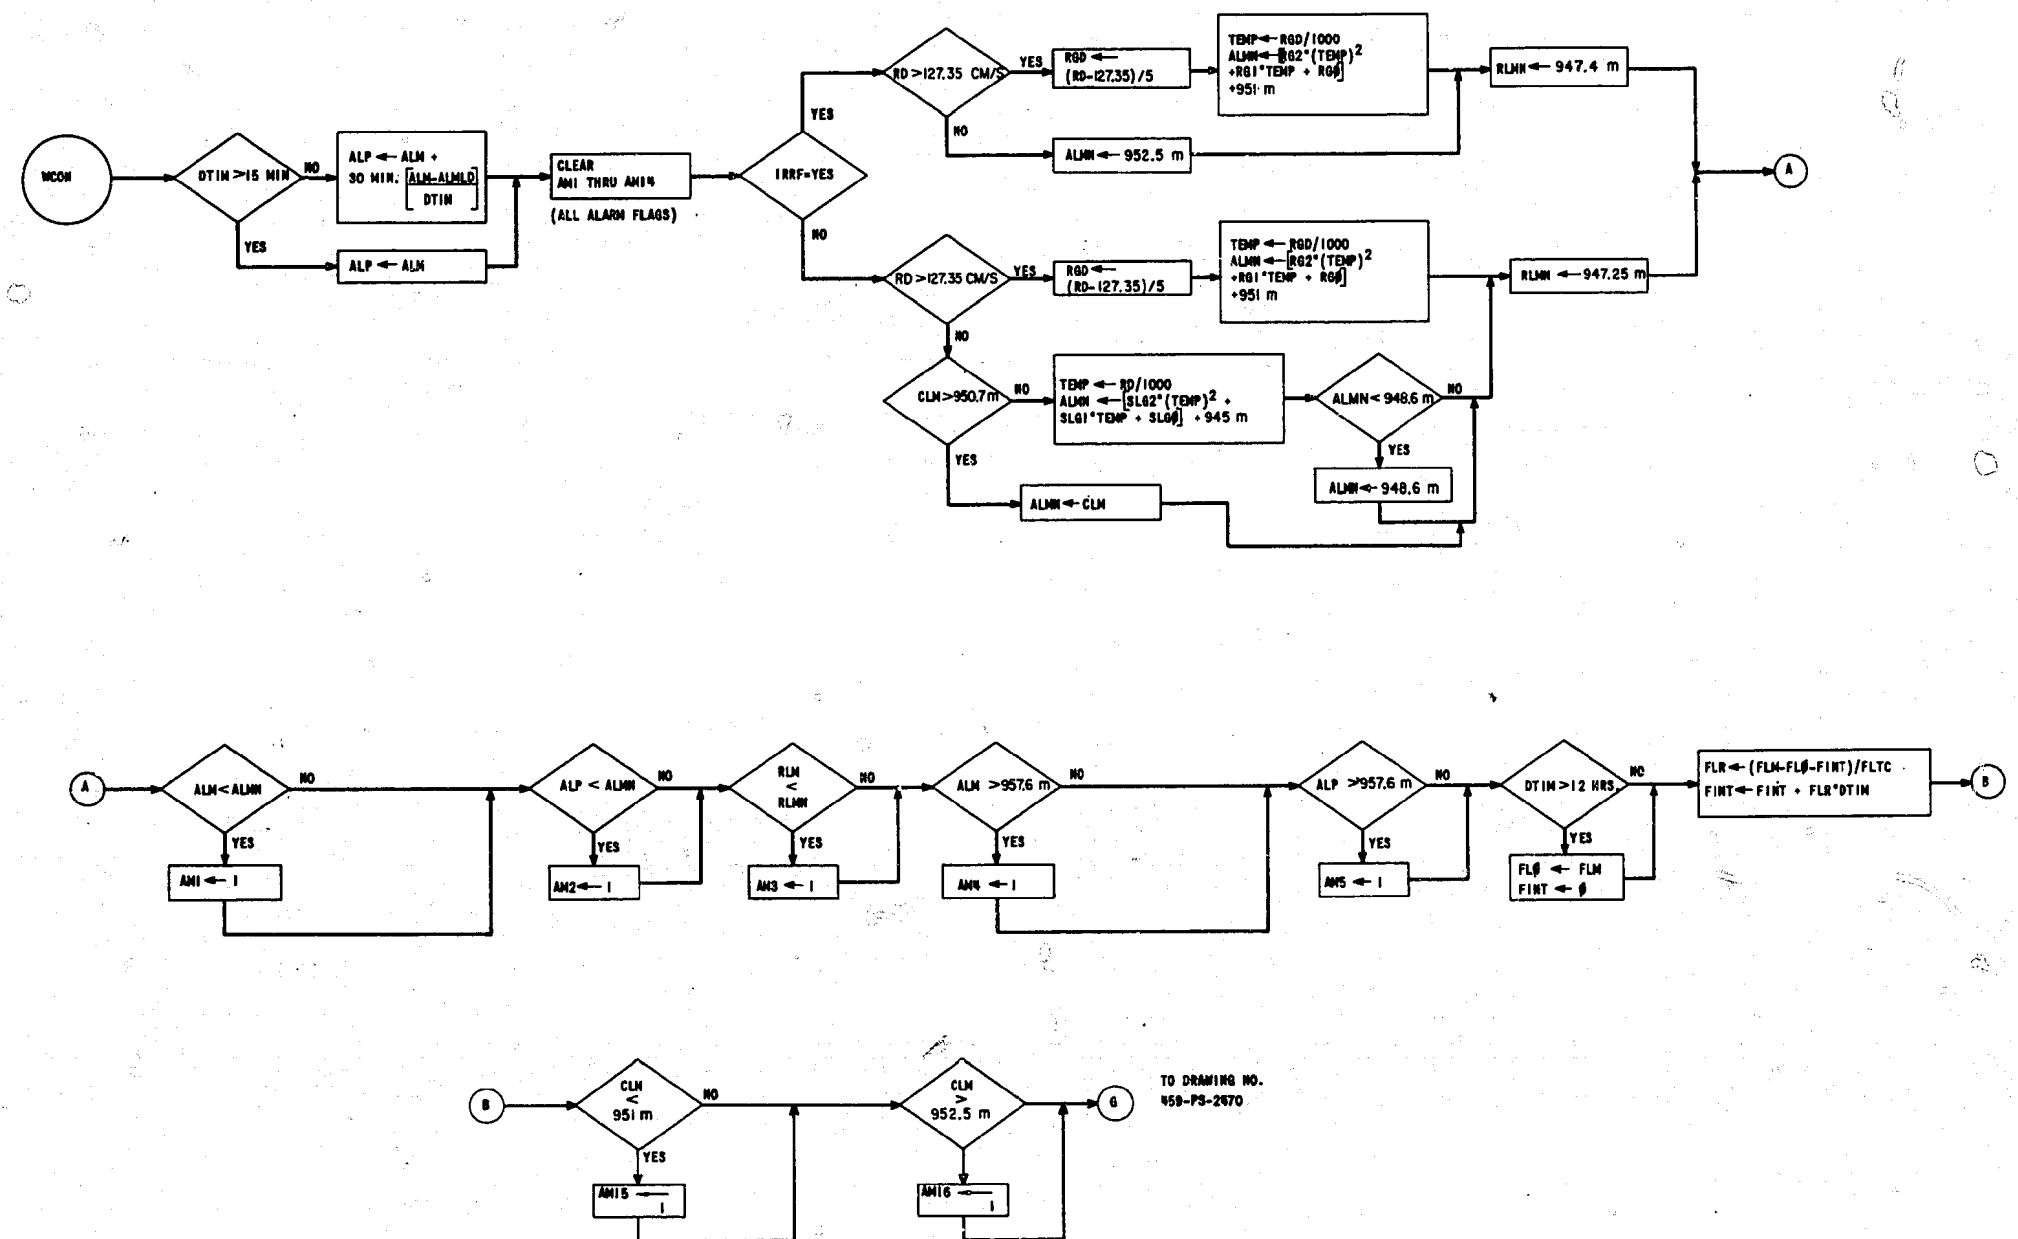 WCON
DTIM >15 MIN
NO
YES
ALP ← ALM +
30 MIN. [ALM-ALMLD
DTIM]
ALP ← ALM
CLEAR
AM1 THRU AM14
(ALL ALARM FLAGS)
IRRF=YES
YES
NO
RD >127.35 CM/S
YES
NO
RGD ←
(RD-127.35)/5
TEMP ← RGD/1000
ALMN ← [RG2*(TEMP)²
+RG1*TEMP + RGØ]
+951 m
RLMN ← 947.4 m
ALMN ← 952.5 m
A
RD >127.35 CM/S
YES
NO
RGD ←
(RD-127.35)/5
TEMP ← RGD/1000
ALMN ← [RG2*(TEMP)²
+RG1*TEMP + RGØ]
+951 m
RLMN ← 947.25 m
CLM >950.7 m
NO
YES
TEMP ← RD/1000
ALMN ← [SLG2*(TEMP)² +
SLG1*TEMP + SLGØ] +945 m
ALMN < 948.6 m
NO
YES
ALMN ← 948.6 m
ALMN ← CLM
A
ALM < ALMN
NO
YES
AM1 ← 1
ALP < ALMN
NO
YES
AM2 ← 1
RLM
<
RLMN
NO
YES
AM3 ← 1
ALM >957.6 m
NO
YES
AM4 ← 1
ALP >957.6 m
NO
YES
AM5 ← 1
DTIM >12 HRS.
NO
YES
FLØ ← FLM
FINT ← Ø
FLR ← (FLM-FLØ-FINT)/FLTC
FINT ← FINT + FLR*DTIM
B
B
CLM
<
951 m
NO
YES
AM15 ←
1
CLM
>
952.5 m
AM16 ←
1
G
TO DRAWING NO.
459-PS-2470